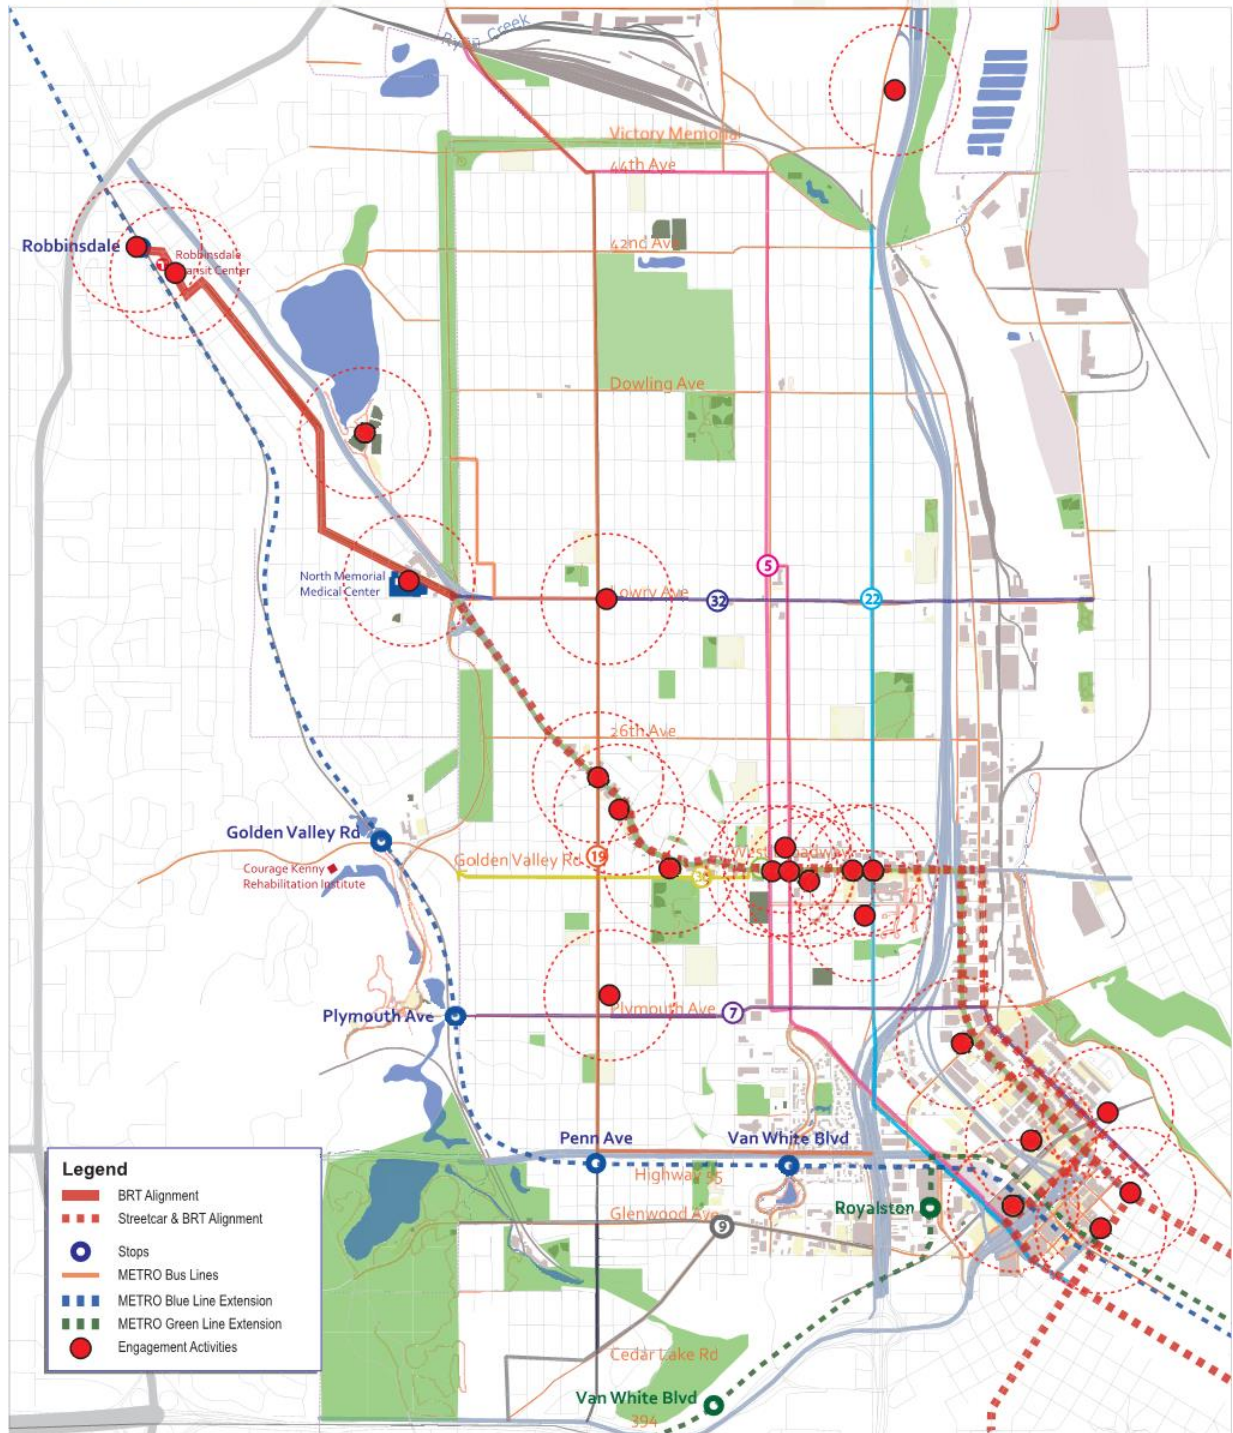 Ryan Creek
Victory Memorial
44th Ave
Robbinsdale
Robbinsdale
Transit Center
42nd Ave
Dowling Ave
5
North Memorial
Medical Center
Lowry Ave
32
22
26th Ave
Golden Valley Rd
Golden Valley Rd
19
West Broadway
Courage Kenny
Rehabilitation Institute
Plymouth Ave
Plymouth Ave
7
Penn Ave
Van White Blvd
Highway 55
Royalston
Glenwood Ave
9
Cedar Lake Rd
Van White Blvd
394
Legend
BRT Alignment
Streetcar & BRT Alignment
Stops
METRO Bus Lines
METRO Blue Line Extension
METRO Green Line Extension
Engagement Activities